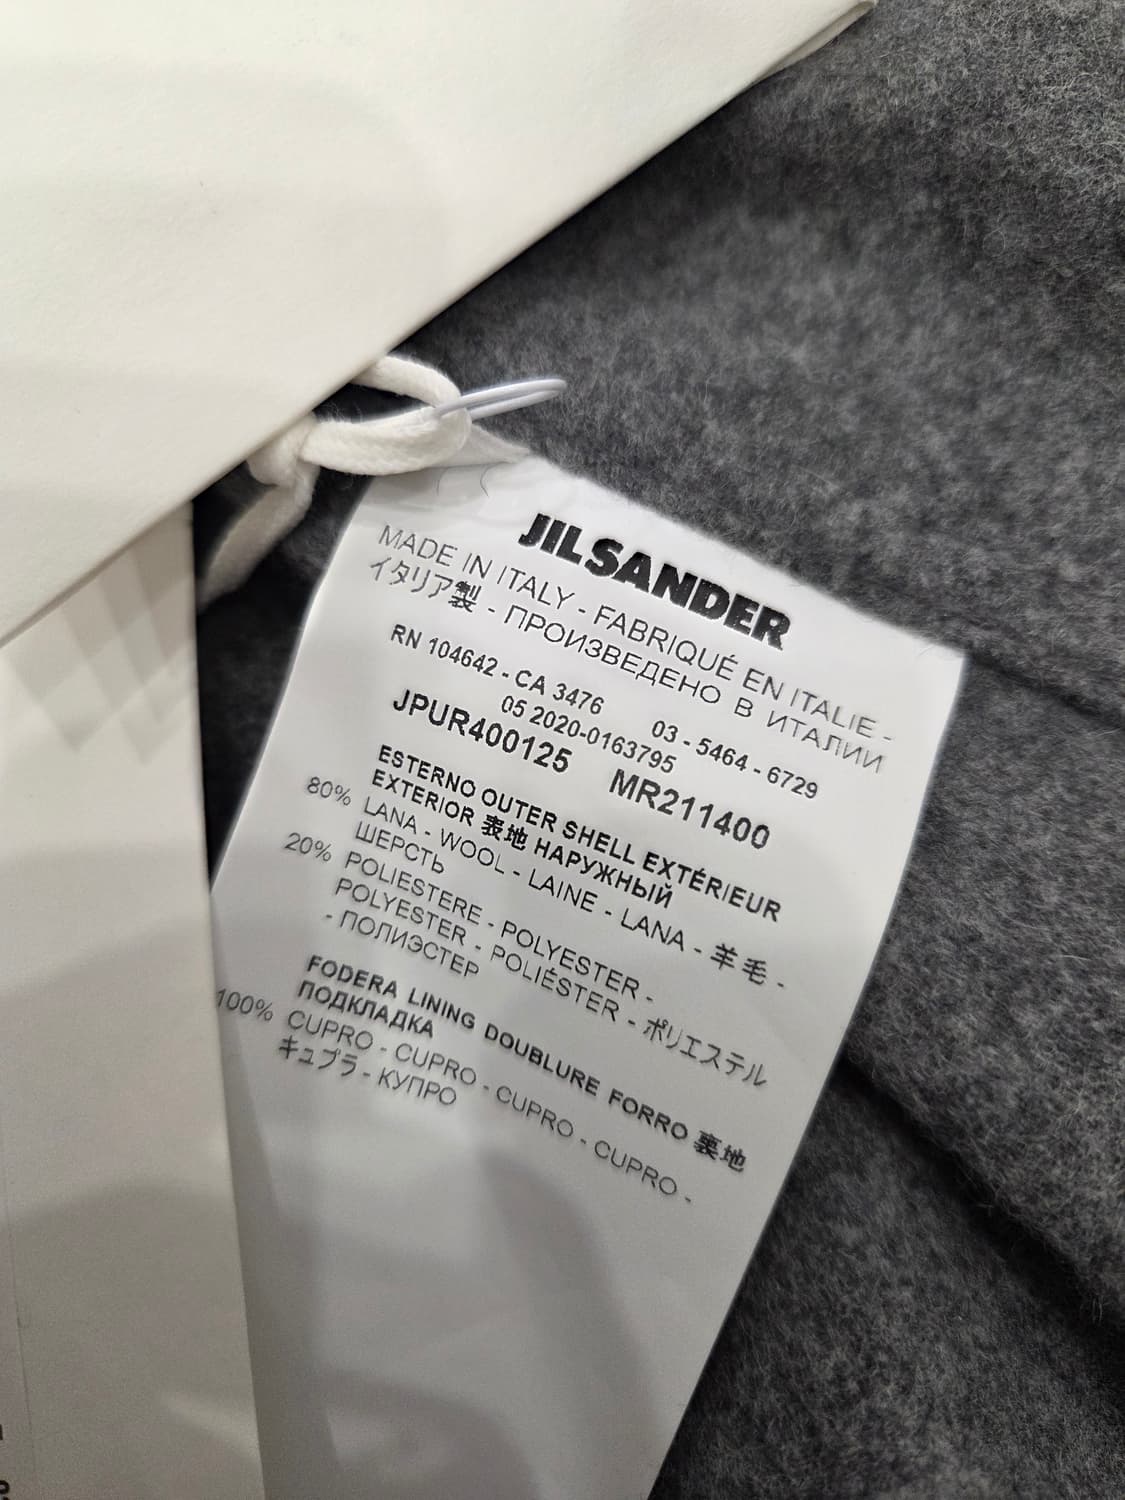 JIL SANDER
MADE IN ITALY - FABRIQUÉ EN ITALIE -
イタリア製 - ПРОИЗВЕДЕНО В ИТАЛИИ
RN 104642 - CA 3476 03 - 5464 - 6729
05 2020-0163795
JPUR400125 MR211400
ESTERNO OUTER SHELL EXTÉRIEUR
EXTERIOR 表地 НАРУЖНЫЙ
80% LANA - WOOL - LAINE - LANA - 羊毛 -
ШЕРСТЬ
20% POLIESTERE - POLYESTER -
POLYESTER - POLIÉSTER - ポリエステル
- ПОЛИЭСТЕР
FODERA LINING DOUBLURE FORRO 裏地
ПОДКЛАДКА
100% CUPRO - CUPRO - CUPRO - CUPRO -
キュプラ - КУПРО